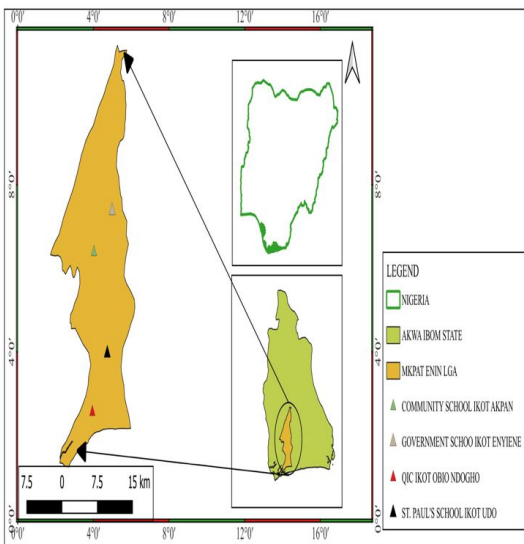 0°0' 4°0' 8°0' 12°0' 16°0'
8°0' 8°0'
4°0' 4°0'
0°0' 0°0'
7.5 0 7.5 15 km
0°0' 4°0' 8°0' 12°0' 16°0'
LEGEND
NIGERIA
AKWA IBOM STATE
MKPAT ENIN LGA
COMMUNITY SCHOOL IKOT AKPAN
GOVERNMENT SCHOO IKOT ENYIENE
QIC IKOT OBIO NDOGHO
ST. PAUL'S SCHOOL IKOT UDO